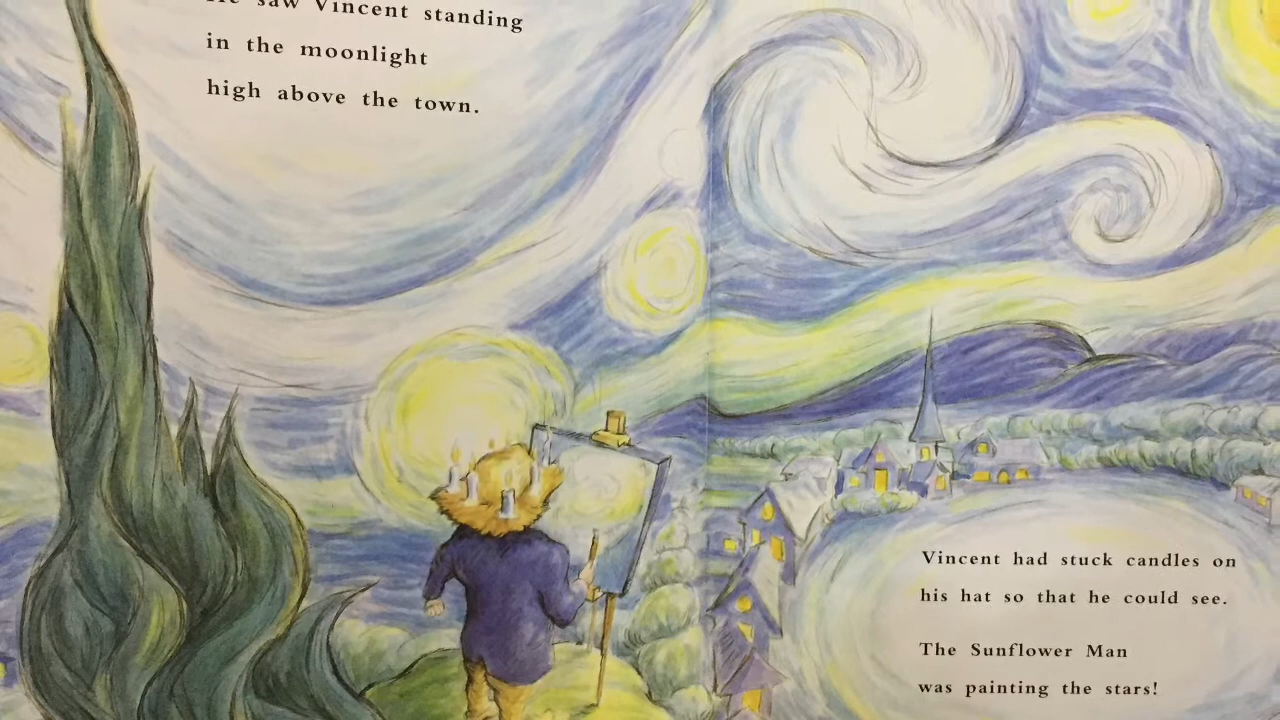 He saw Vincent standing
in the moonlight
high above the town.
Vincent had stuck candles on
his hat so that he could see.
The Sunflower Man
was painting the stars!